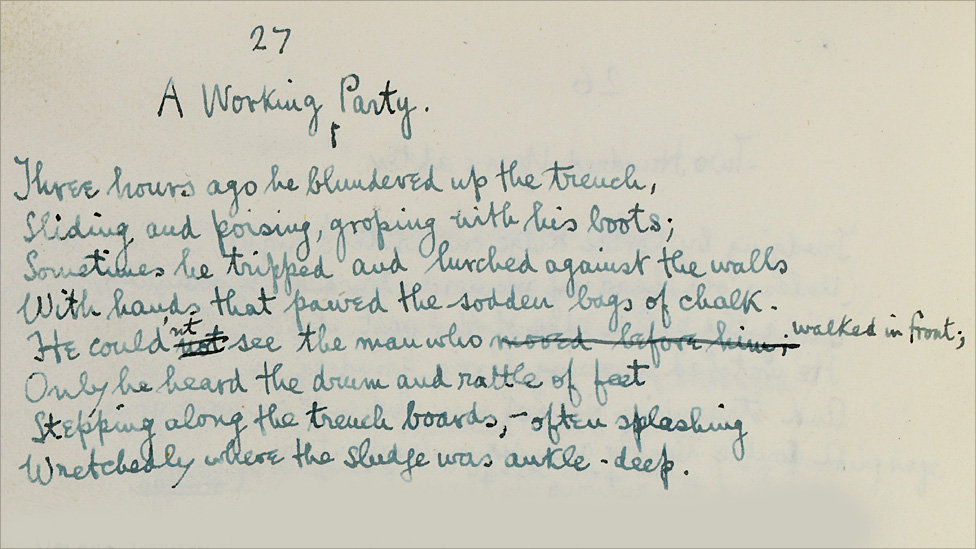 27
A Working Party.
Three hours ago he blundered up the trench,
Sliding and poising, groping with his boots;
Sometimes he tripped and lurched against the walls
With hands that pawed the sodden bags of chalk.
He couldn't not see the man who moved before him; walked in front;
Only he heard the drum and rattle of feet
Stepping along the trench boards, – often splashing
Wretchedly where the sludge was ankle-deep.